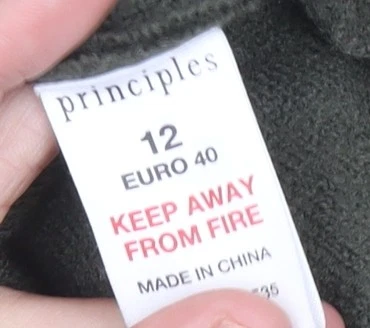 principles
12
EURO 40
KEEP AWAY
FROM FIRE
MADE IN CHINA